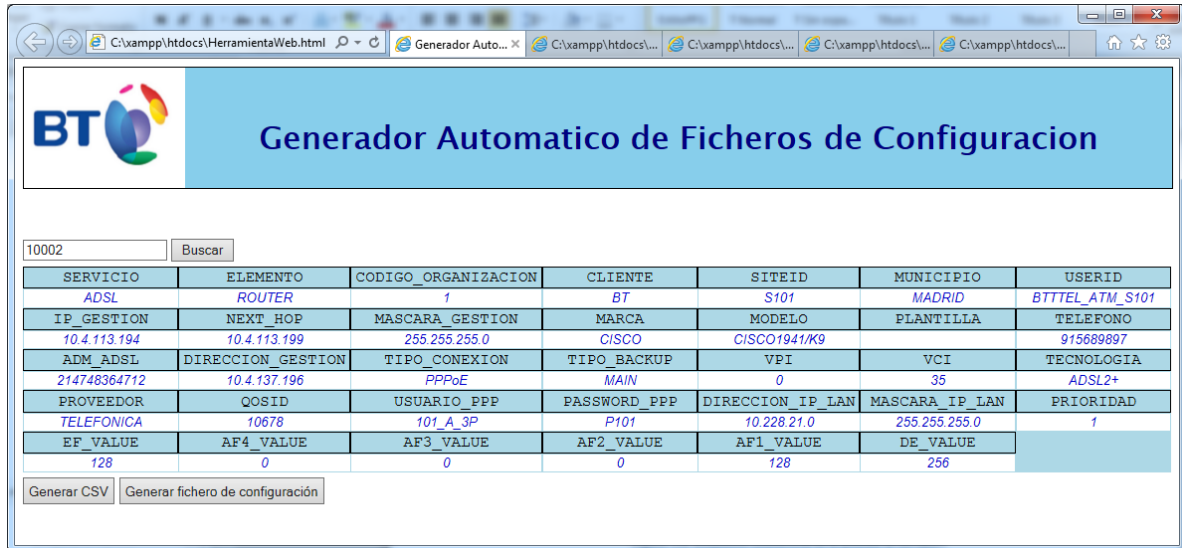 C:\xampp\htdocs\HerramientaWeb.html
Generador Auto...
C:\xampp\htdocs\...
C:\xampp\htdocs\...
C:\xampp\htdocs\...
C:\xampp\htdocs\...
BT
Generador Automatico de Ficheros de Configuracion
10002 Buscar
SERVICIO ELEMENTO CODIGO_ORGANIZACION CLIENTE SITEID MUNICIPIO USERID
ADSL ROUTER 1 BT S101 MADRID BTTTEL_ATM_S101
IP_GESTION NEXT_HOP MASCARA_GESTION MARCA MODELO PLANTILLA TELEFONO
10.4.113.194 10.4.113.199 255.255.255.0 CISCO CISCO1941/K9 915689897
ADM_ADSL DIRECCION_GESTION TIPO_CONEXION TIPO_BACKUP VPI VCI TECNOLOGIA
214748364712 10.4.137.196 PPPoE MAIN 0 35 ADSL2+
PROVEEDOR QOSID USUARIO_PPP PASSWORD_PPP DIRECCION_IP_LAN MASCARA_IP_LAN PRIORIDAD
TELEFONICA 10678 101_A_3P P101 10.228.21.0 255.255.255.0 1
EF_VALUE AF4_VALUE AF3_VALUE AF2_VALUE AF1_VALUE DE_VALUE
128 0 0 0 128 256
Generar CSV Generar fichero de configuración